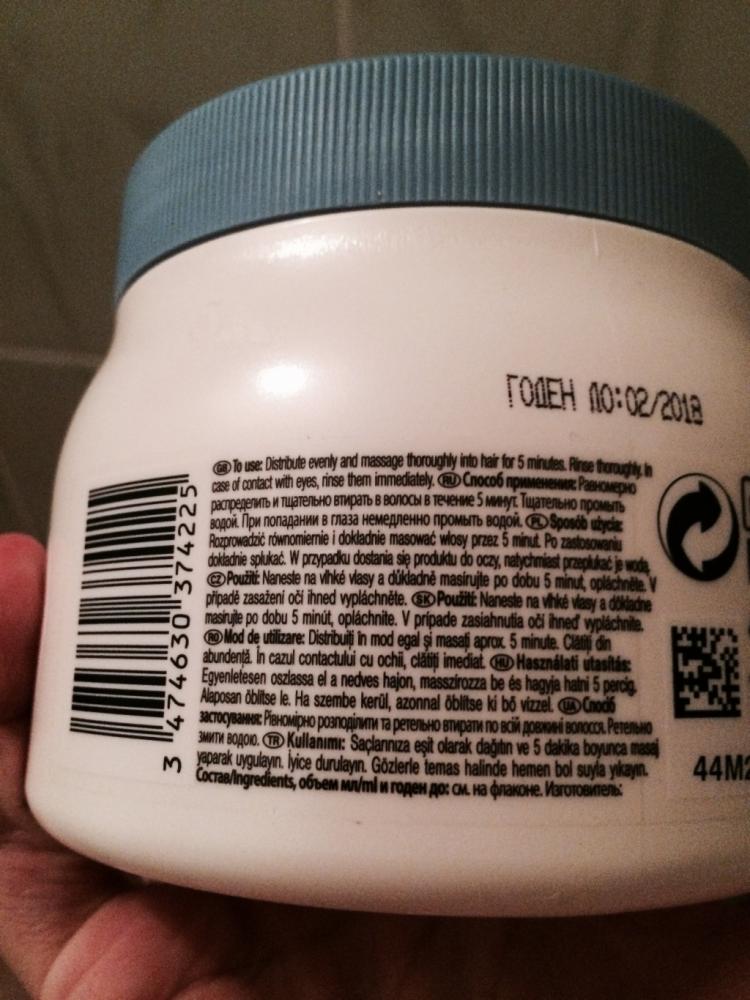 ГОДЕН ДО:02/2018
GB To use: Distribute evenly and massage thoroughly into hair for 5 minutes. Rinse thoroughly. In
case of contact with eyes, rinse them immediately. RU Способ применения: Равномерно
распределить и тщательно втирать в волосы в течение 5 минут. Тщательно промыть
водой. При попадании в глаза немедленно промыть водой. PL Sposób użycia:
Rozprowadzić równomiernie i dokładnie masować włosy przez 5 minut. Po zastosowaniu
dokładnie spłukać. W przypadku dostania się produktu do oczy, natychmiast przepłukać je wodą.
CZ Použití: Naneste na vlhké vlasy a důkladně masírujte po dobu 5 minut, opláchněte. V
případě zasažení očí ihned vypláchněte. SK Použití: Naneste na vlhké vlasy a dôkladne
masirujte po dobu 5 minút, opláchnite. V prípade zasiahnutia očí ihneď vypláchnite.
RO Mod de utilizare: Distribuiți în mod egal și masați aprox. 5 minute. Clătiți din
abundență. În cazul contactului cu ochii, clătiți imediat. HU Használati utasítás:
Egyenletesen oszlassa el a nedves hajon, masszírozza be és hagyja hatni 5 percig.
Alaposan öblítse le. Ha szembe kerül, azonnal öblítse ki bő vízzel. UA Спосіб
застосування: Рівномірно розподілити та ретельно втирати по всій довжині волосся. Ретельно
змити водою. TR Kullanımı: Saçlarınıza eşit olarak dağıtın ve 5 dakika boyunca masaj
yaparak uygulayın. İyice durulayın. Gözlerle temas halinde hemen bol suyla yıkayın.
Состав/Ingredients, объем мл/ml и годен до: см. на флаконе. Изготовитель:
3 474630 374225
44M2